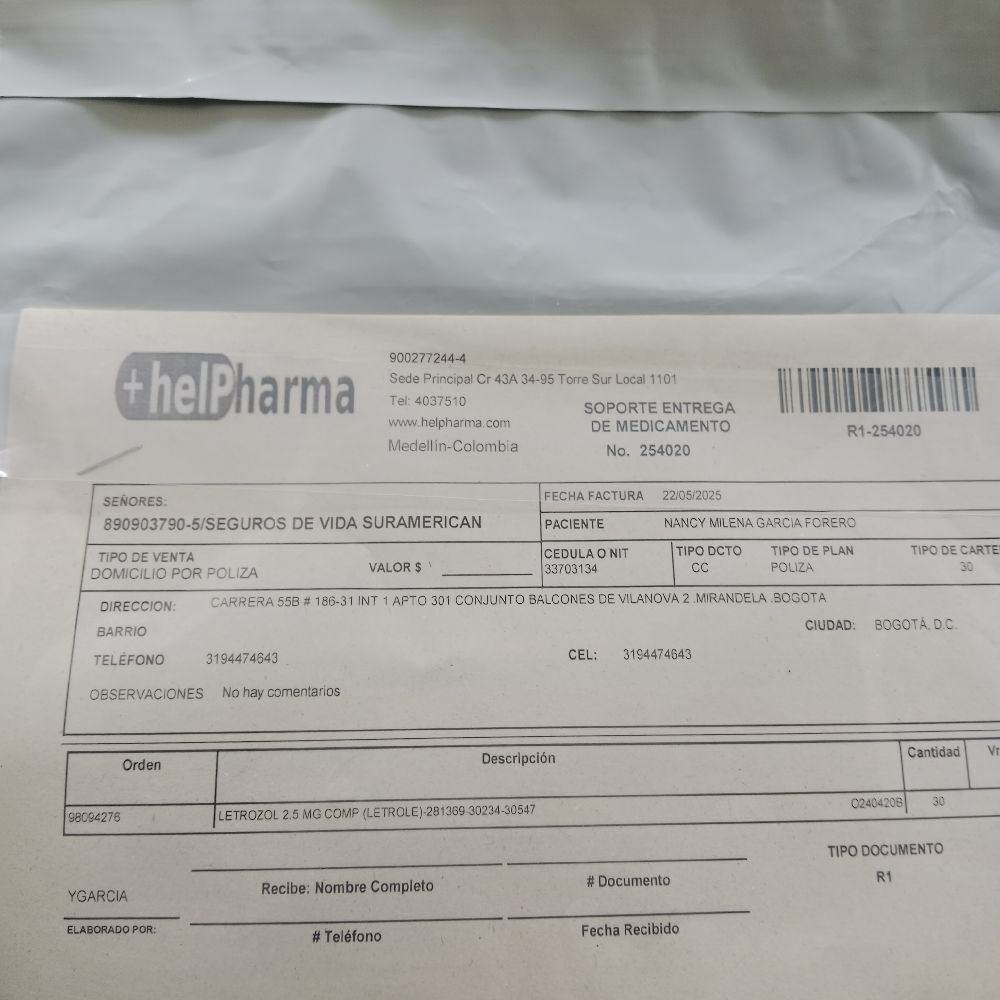 +helPharma
900277244-4
Sede Principal Cr 43A 34-95 Torre Sur Local 1101
Tel: 4037510
www.helpharma.com
Medellin-Colombia
SOPORTE ENTREGA
DE MEDICAMENTO
No. 254020
R1-254020
SEÑORES:
890903790-5/SEGUROS DE VIDA SURAMERICAN
FECHA FACTURA 22/05/2025
PACIENTE NANCY MILENA GARCIA FORERO
TIPO DE VENTA
DOMICILIO POR POLIZA
VALOR $
CEDULA O NIT
33703134
TIPO DCTO
CC
TIPO DE PLAN
POLIZA
TIPO DE CARTE
30
DIRECCION: CARRERA 55B # 186-31 INT 1 APTO 301 CONJUNTO BALCONES DE VILANOVA 2 .MIRANDELA .BOGOTA
BARRIO
CIUDAD: BOGOTÁ, D.C.
TELÉFONO 3194474643
CEL: 3194474643
OBSERVACIONES No hay comentarios
Orden Descripción Cantidad Vr
98094276 LETROZOL 2.5 MG COMP (LETROLE)-281369-30234-30547 O240420B 30
TIPO DOCUMENTO
R1
YGARCIA
ELABORADO POR:
Recibe: Nombre Completo
# Documento
# Teléfono
Fecha Recibido